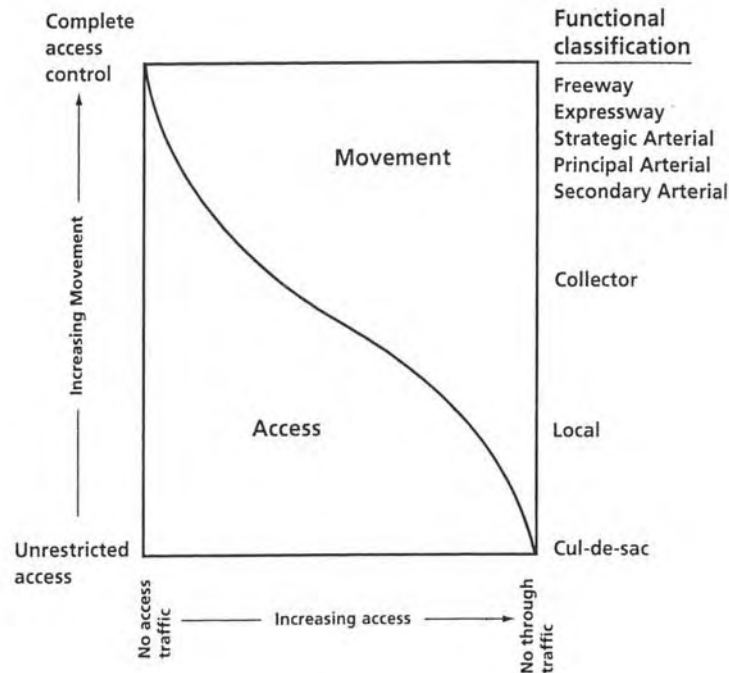 Complete
access
control
Functional
classification
Freeway
Expressway
Strategic Arterial
Principal Arterial
Secondary Arterial
Movement
Increasing Movement
Collector
Access
Local
Unrestricted
access
Cul-de-sac
No access
traffic
Increasing access
No through
traffic